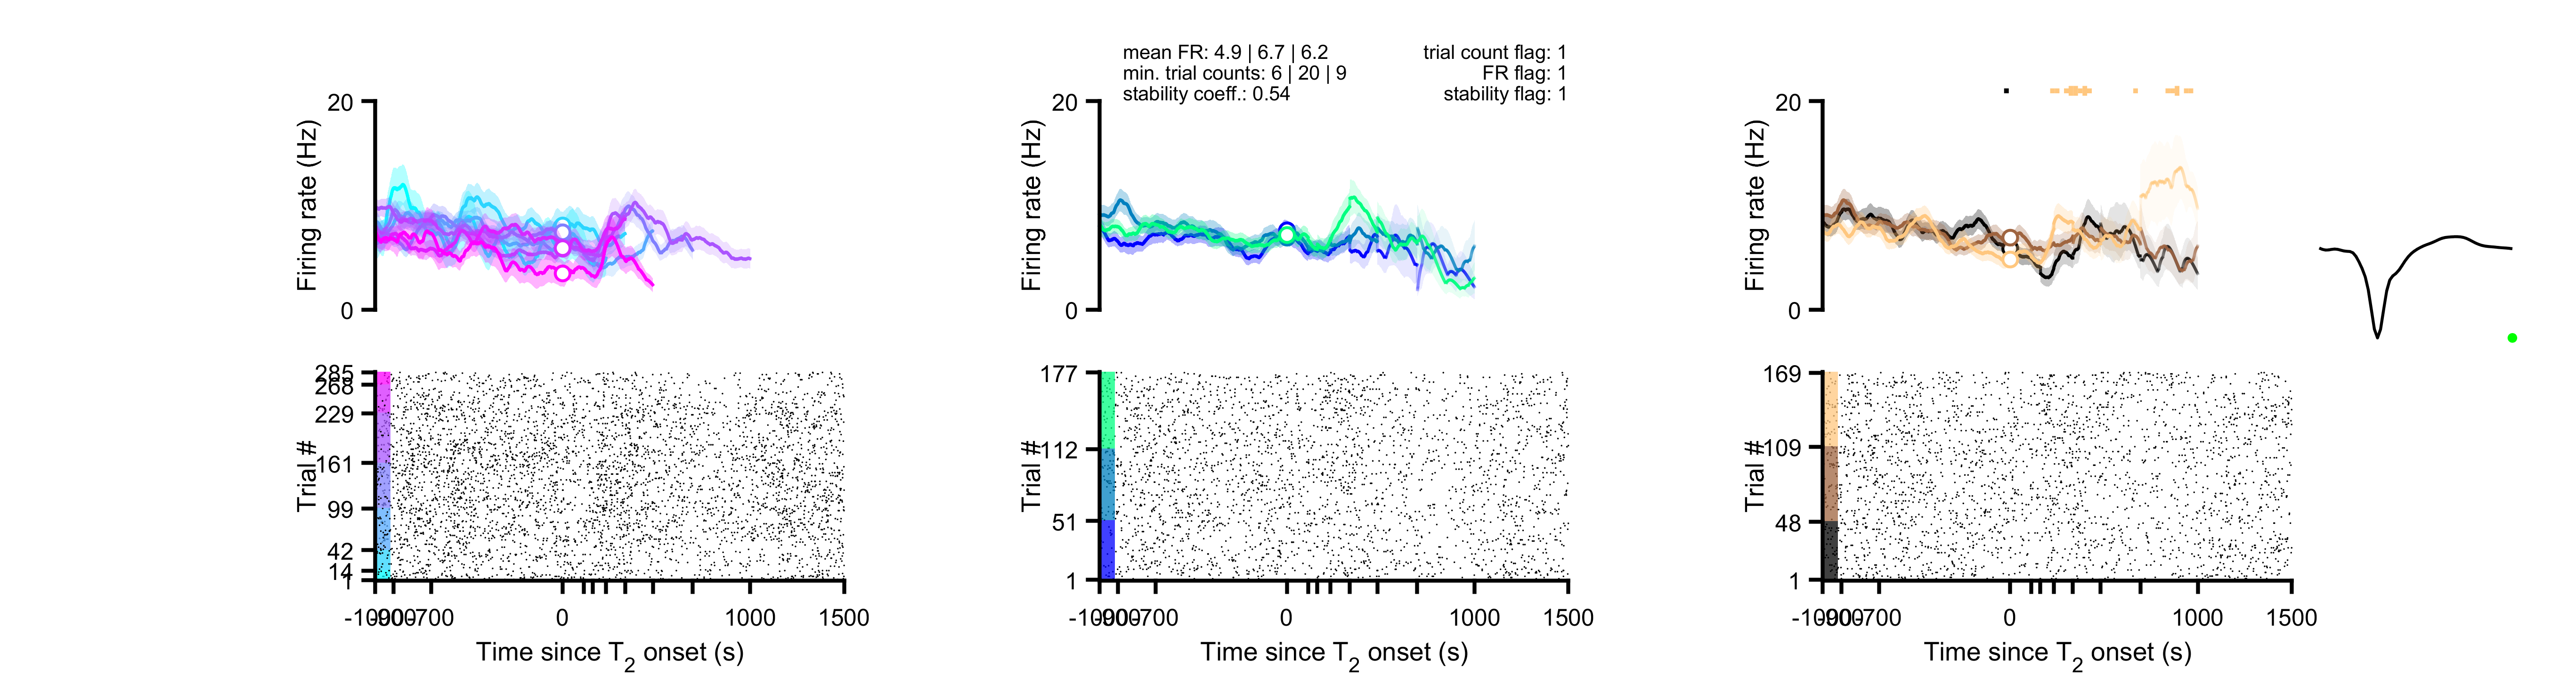 mean FR: 4.9 | 6.7 | 6.2
min. trial counts: 6 | 20 | 9
stability coeff.: 0.54
trial count flag: 1
FR flag: 1
stability flag: 1
20
Firing rate (Hz)
0
20
Firing rate (Hz)
0
20
Firing rate (Hz)
0
285
268
229
161
99
42
14
1
Trial #
0
1000
1500
Time since T2 onset (s)
177
112
51
1
Trial #
0
1000
1500
Time since T2 onset (s)
169
109
48
1
Trial #
0
1000
1500
Time since T2 onset (s)